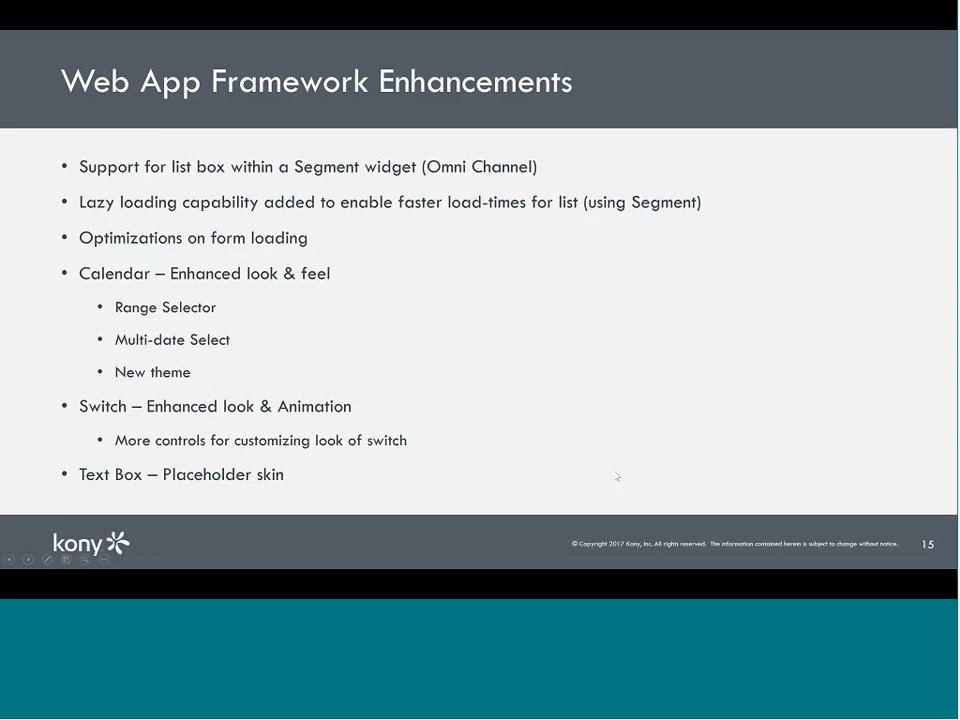 Web App Framework Enhancements
• Support for list box within a Segment widget (Omni Channel)
• Lazy loading capability added to enable faster load-times for list (using Segment)
• Optimizations on form loading
• Calendar – Enhanced look & feel
• Range Selector
• Multi-date Select
• New theme
• Switch – Enhanced look & Animation
• More controls for customizing look of switch
• Text Box – Placeholder skin
kony
© Copyright 2017 Kony, Inc. All rights reserved. The information contained herein is subject to change without notice.
15